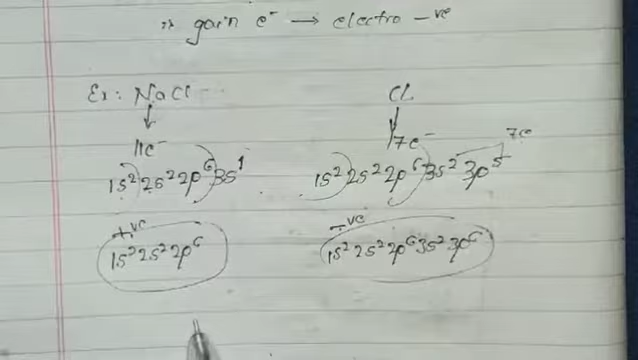 ⇒ gain e⁻ → electro -ve
Ex: NaCl Cl
↓ ↓
11e⁻ 17e⁻ 7e
1s² 2s² 2p⁶ 3s¹ 1s² 2s² 2p⁶ 3s² 3p⁵
+ve -ve
1s² 2s² 2p⁶ 1s² 2s² 2p⁶ 3s² 3p⁶